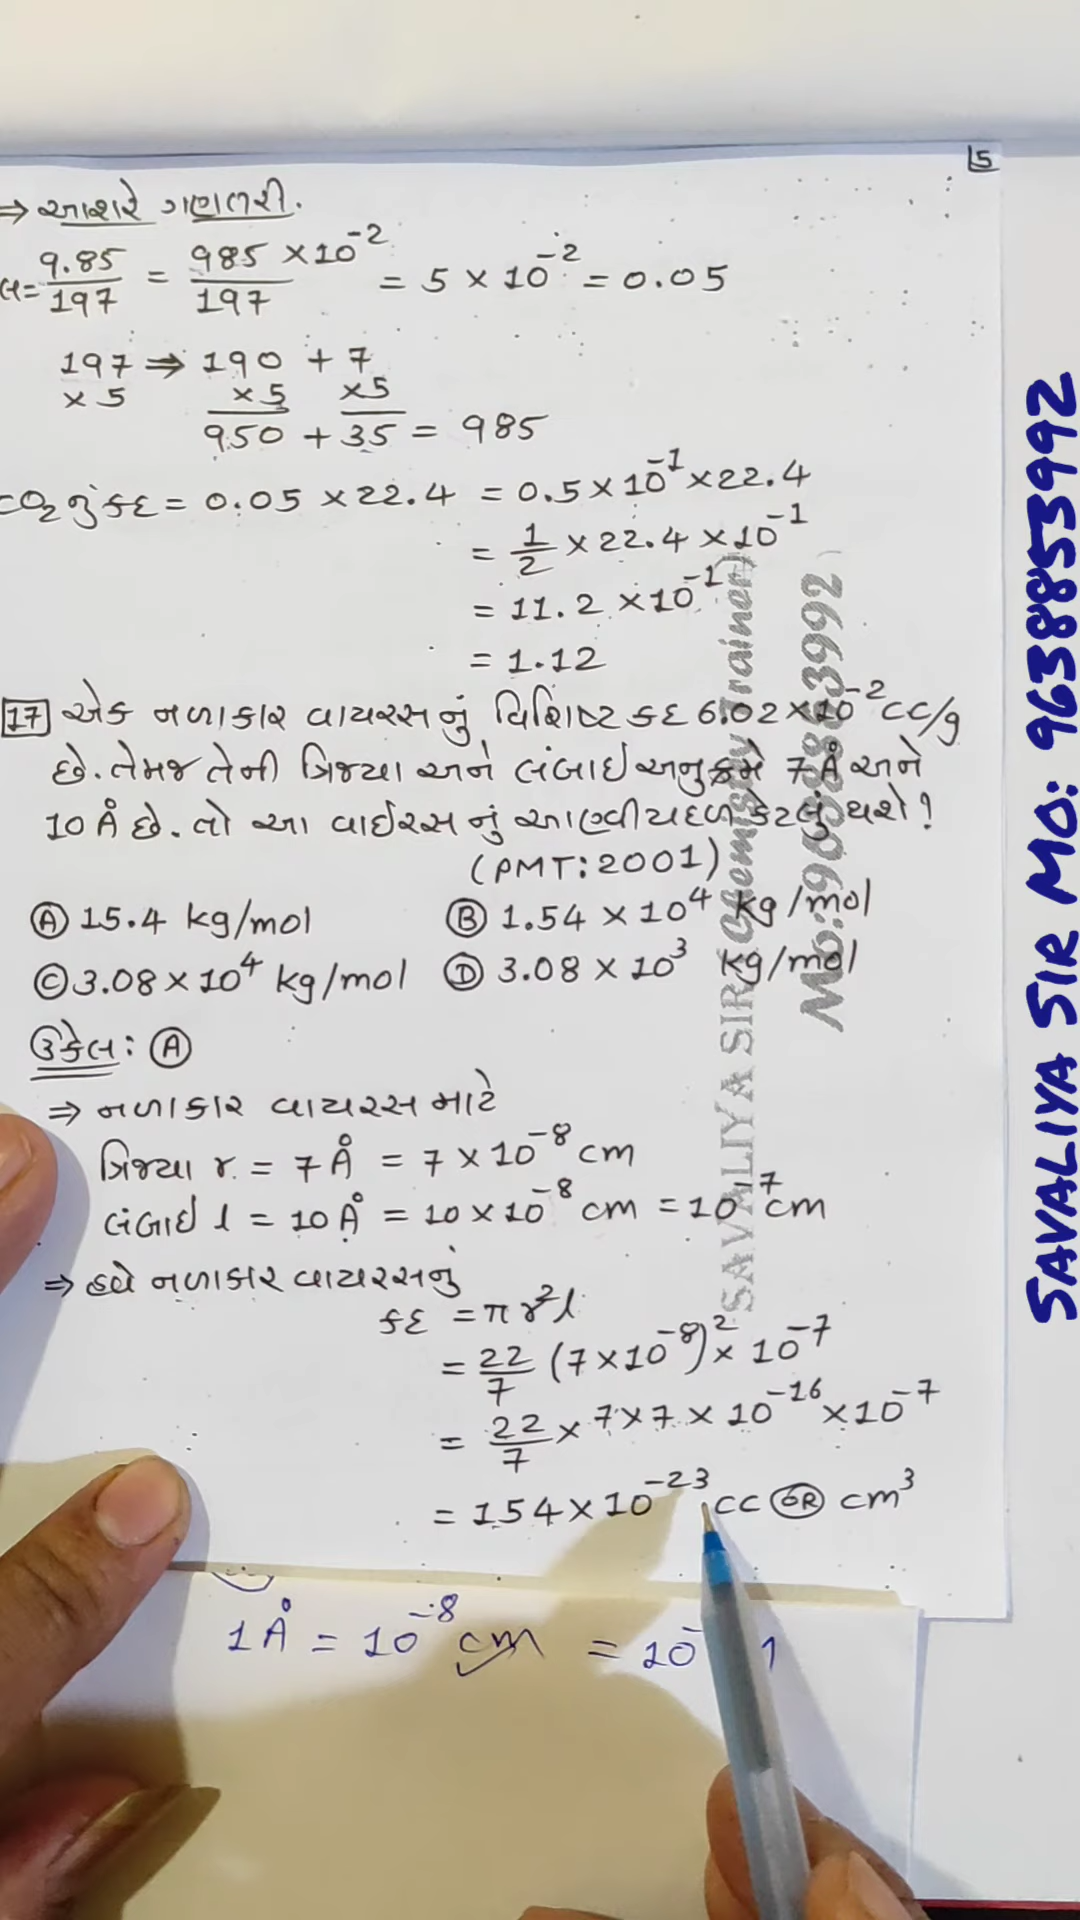 5
⇒ આશરે ગણતરી.
લ = 9.85/197 = 985 × 10⁻²/197 = 5 × 10⁻² = 0.05
197 ⇒ 190 + 7
× 5 × 5 × 5
950 + 35 = 985
CO₂ નું કદ = 0.05 × 22.4 = 0.5 × 10⁻¹ × 22.4
= 1/2 × 22.4 × 10⁻¹
= 11.2 × 10⁻¹
= 1.12
17 એક નળાકાર વાયરસનું વિશિષ્ટ કદ 6.02 × 10⁻² cc/g
છે. તેમજ તેની ત્રિજ્યા અને લંબાઇ અનુક્રમે 7 Å અને
10 Å છે. તો આ વાઇરસનું આણ્વીયદળ કેટલું થશે?
(PMT: 2001)
Ⓐ 15.4 kg/mol Ⓑ 1.54 × 10⁴ kg/mol
Ⓒ 3.08 × 10⁴ kg/mol Ⓓ 3.08 × 10³ kg/mol
ઉકેલ: Ⓐ
⇒ નળાકાર વાયરસ માટે
ત્રિજ્યા r = 7 Å = 7 × 10⁻⁸ cm
લંબાઇ l = 10 Å = 10 × 10⁻⁸ cm = 10⁻⁷ cm
⇒ હવે નળાકાર વાયરસનું
કદ = π r² l
= 22/7 (7 × 10⁻⁸)² × 10⁻⁷
= 22/7 × 7 × 7 × 10⁻¹⁶ × 10⁻⁷
= 154 × 10⁻²³ cc OR cm³
1 Å = 10⁻⁸ cm = 10⁻
SAVALIYA SIR (Chemistry Trainer)
Mo: 9638853992
SAVALIYA SIR MO: 9638853992